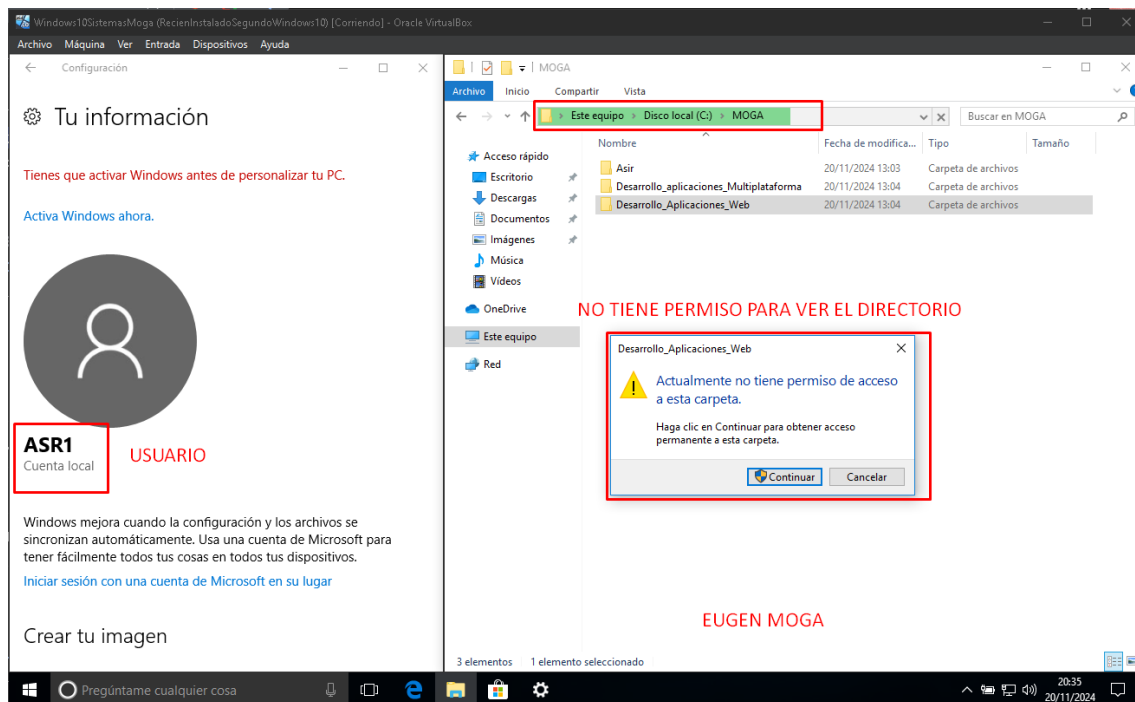 Windows10SistemasMoga (RecienInstaladoSegundoWindows10) [Corriendo] - Oracle VirtualBox
Archivo Máquina Ver Entrada Dispositivos Ayuda
Configuración
Tu información
Tienes que activar Windows antes de personalizar tu PC.
Activa Windows ahora.
ASR1
Cuenta local
USUARIO
Windows mejora cuando la configuración y los archivos se
sincronizan automáticamente. Usa una cuenta de Microsoft para
tener fácilmente todos tus cosas en todos tus dispositivos.
Iniciar sesión con una cuenta de Microsoft en su lugar
Crear tu imagen
MOGA
Archivo Inicio Compartir Vista
Este equipo Disco local (C:) MOGA
Buscar en MOGA
Acceso rápido
Escritorio
Descargas
Documentos
Imágenes
Música
Vídeos
OneDrive
Este equipo
Red
Nombre Fecha de modifica... Tipo Tamaño
Asir 20/11/2024 13:03 Carpeta de archivos
Desarrollo_aplicaciones_Multiplataforma 20/11/2024 13:04 Carpeta de archivos
Desarrollo_Aplicaciones_Web 20/11/2024 13:04 Carpeta de archivos
NO TIENE PERMISO PARA VER EL DIRECTORIO
Desarrollo_Aplicaciones_Web
Actualmente no tiene permiso de acceso
a esta carpeta.
Haga clic en Continuar para obtener acceso
permanente a esta carpeta.
Continuar Cancelar
EUGEN MOGA
3 elementos 1 elemento seleccionado
Pregúntame cualquier cosa
20:35
20/11/2024